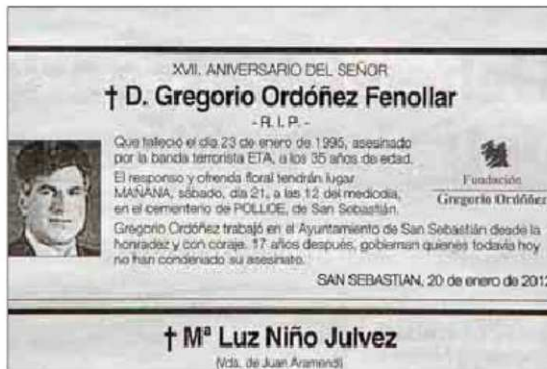 XVII. ANIVERSARIO DEL SEÑOR
† D. Gregorio Ordóñez Fenollar
- R. I. P. -
Que falleció el día 23 de enero de 1995, asesinado
por la banda terrorista ETA, a los 35 años de edad.
El responso y ofrenda floral tendrán lugar
MAÑANA, sábado, día 21, a las 12 del mediodía,
en el cementerio de POLLOE, de San Sebastián.
Fundación
Gregorio Ordóñez
Gregorio Ordóñez trabajó en el Ayuntamiento de San Sebastián desde la
honradez y con coraje. 17 años después, gobiernan quienes todavía hoy
no han condenado su asesinato.
SAN SEBASTIAN, 20 de enero de 2012
† Mª Luz Niño Julvez
(Vda. de Juan Aramendi)